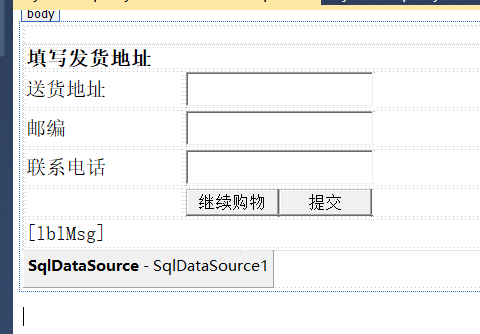 body
填写发货地址
送货地址
邮编
联系电话
继续购物 提交
[lblMsg]
SqlDataSource - SqlDataSource1